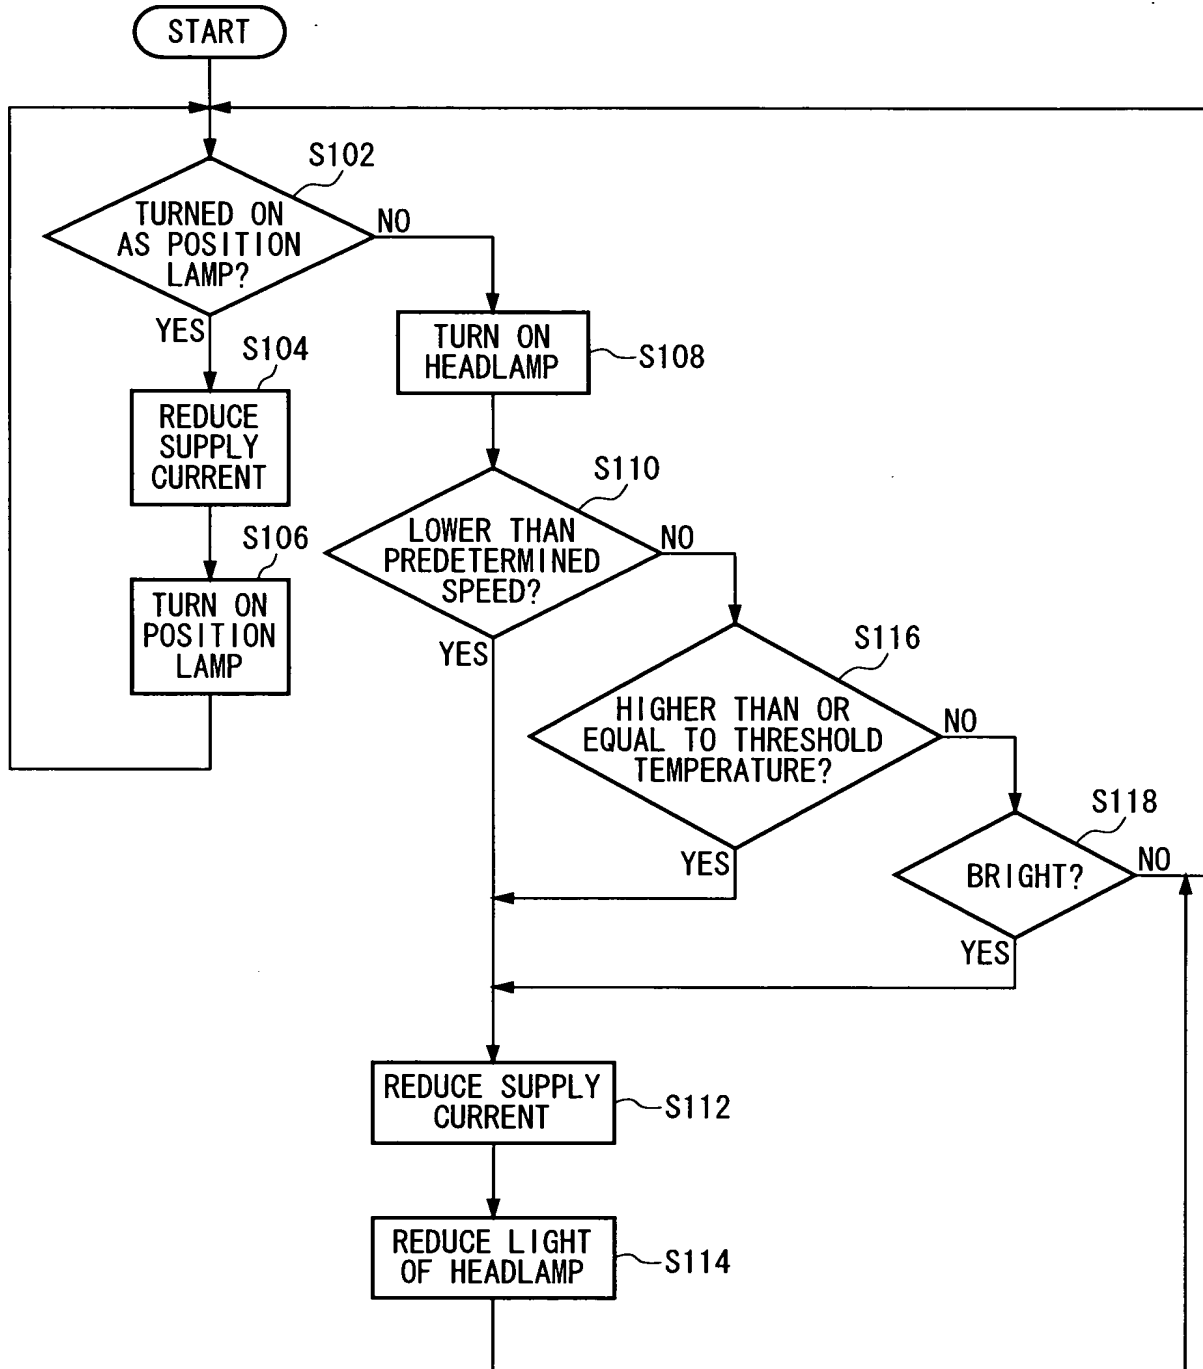 START
S102
TURNED ON
AS POSITION
LAMP?
NO
YES
S104
REDUCE
SUPPLY
CURRENT
S106
TURN ON
POSITION
LAMP
TURN ON
HEADLAMP
S108
S110
LOWER THAN
PREDETERMINED
SPEED?
NO
YES
S116
HIGHER THAN OR
EQUAL TO THRESHOLD
TEMPERATURE?
NO
YES
S118
BRIGHT?
NO
YES
REDUCE SUPPLY
CURRENT
S112
REDUCE LIGHT
OF HEADLAMP
S114